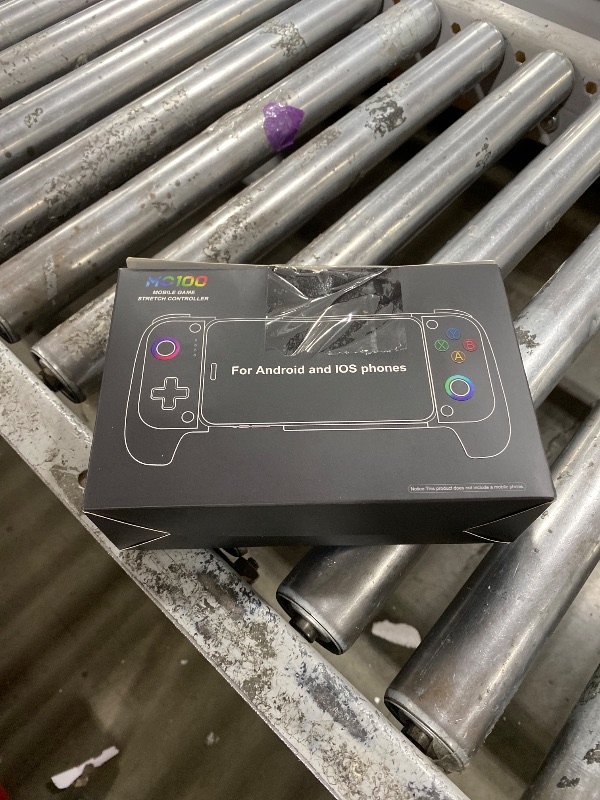 MC100
MOBILE GAME
STRETCH CONTROLLER
Y
X B
A
For Android and IOS phones
Notice: This product does not include a mobile phone.